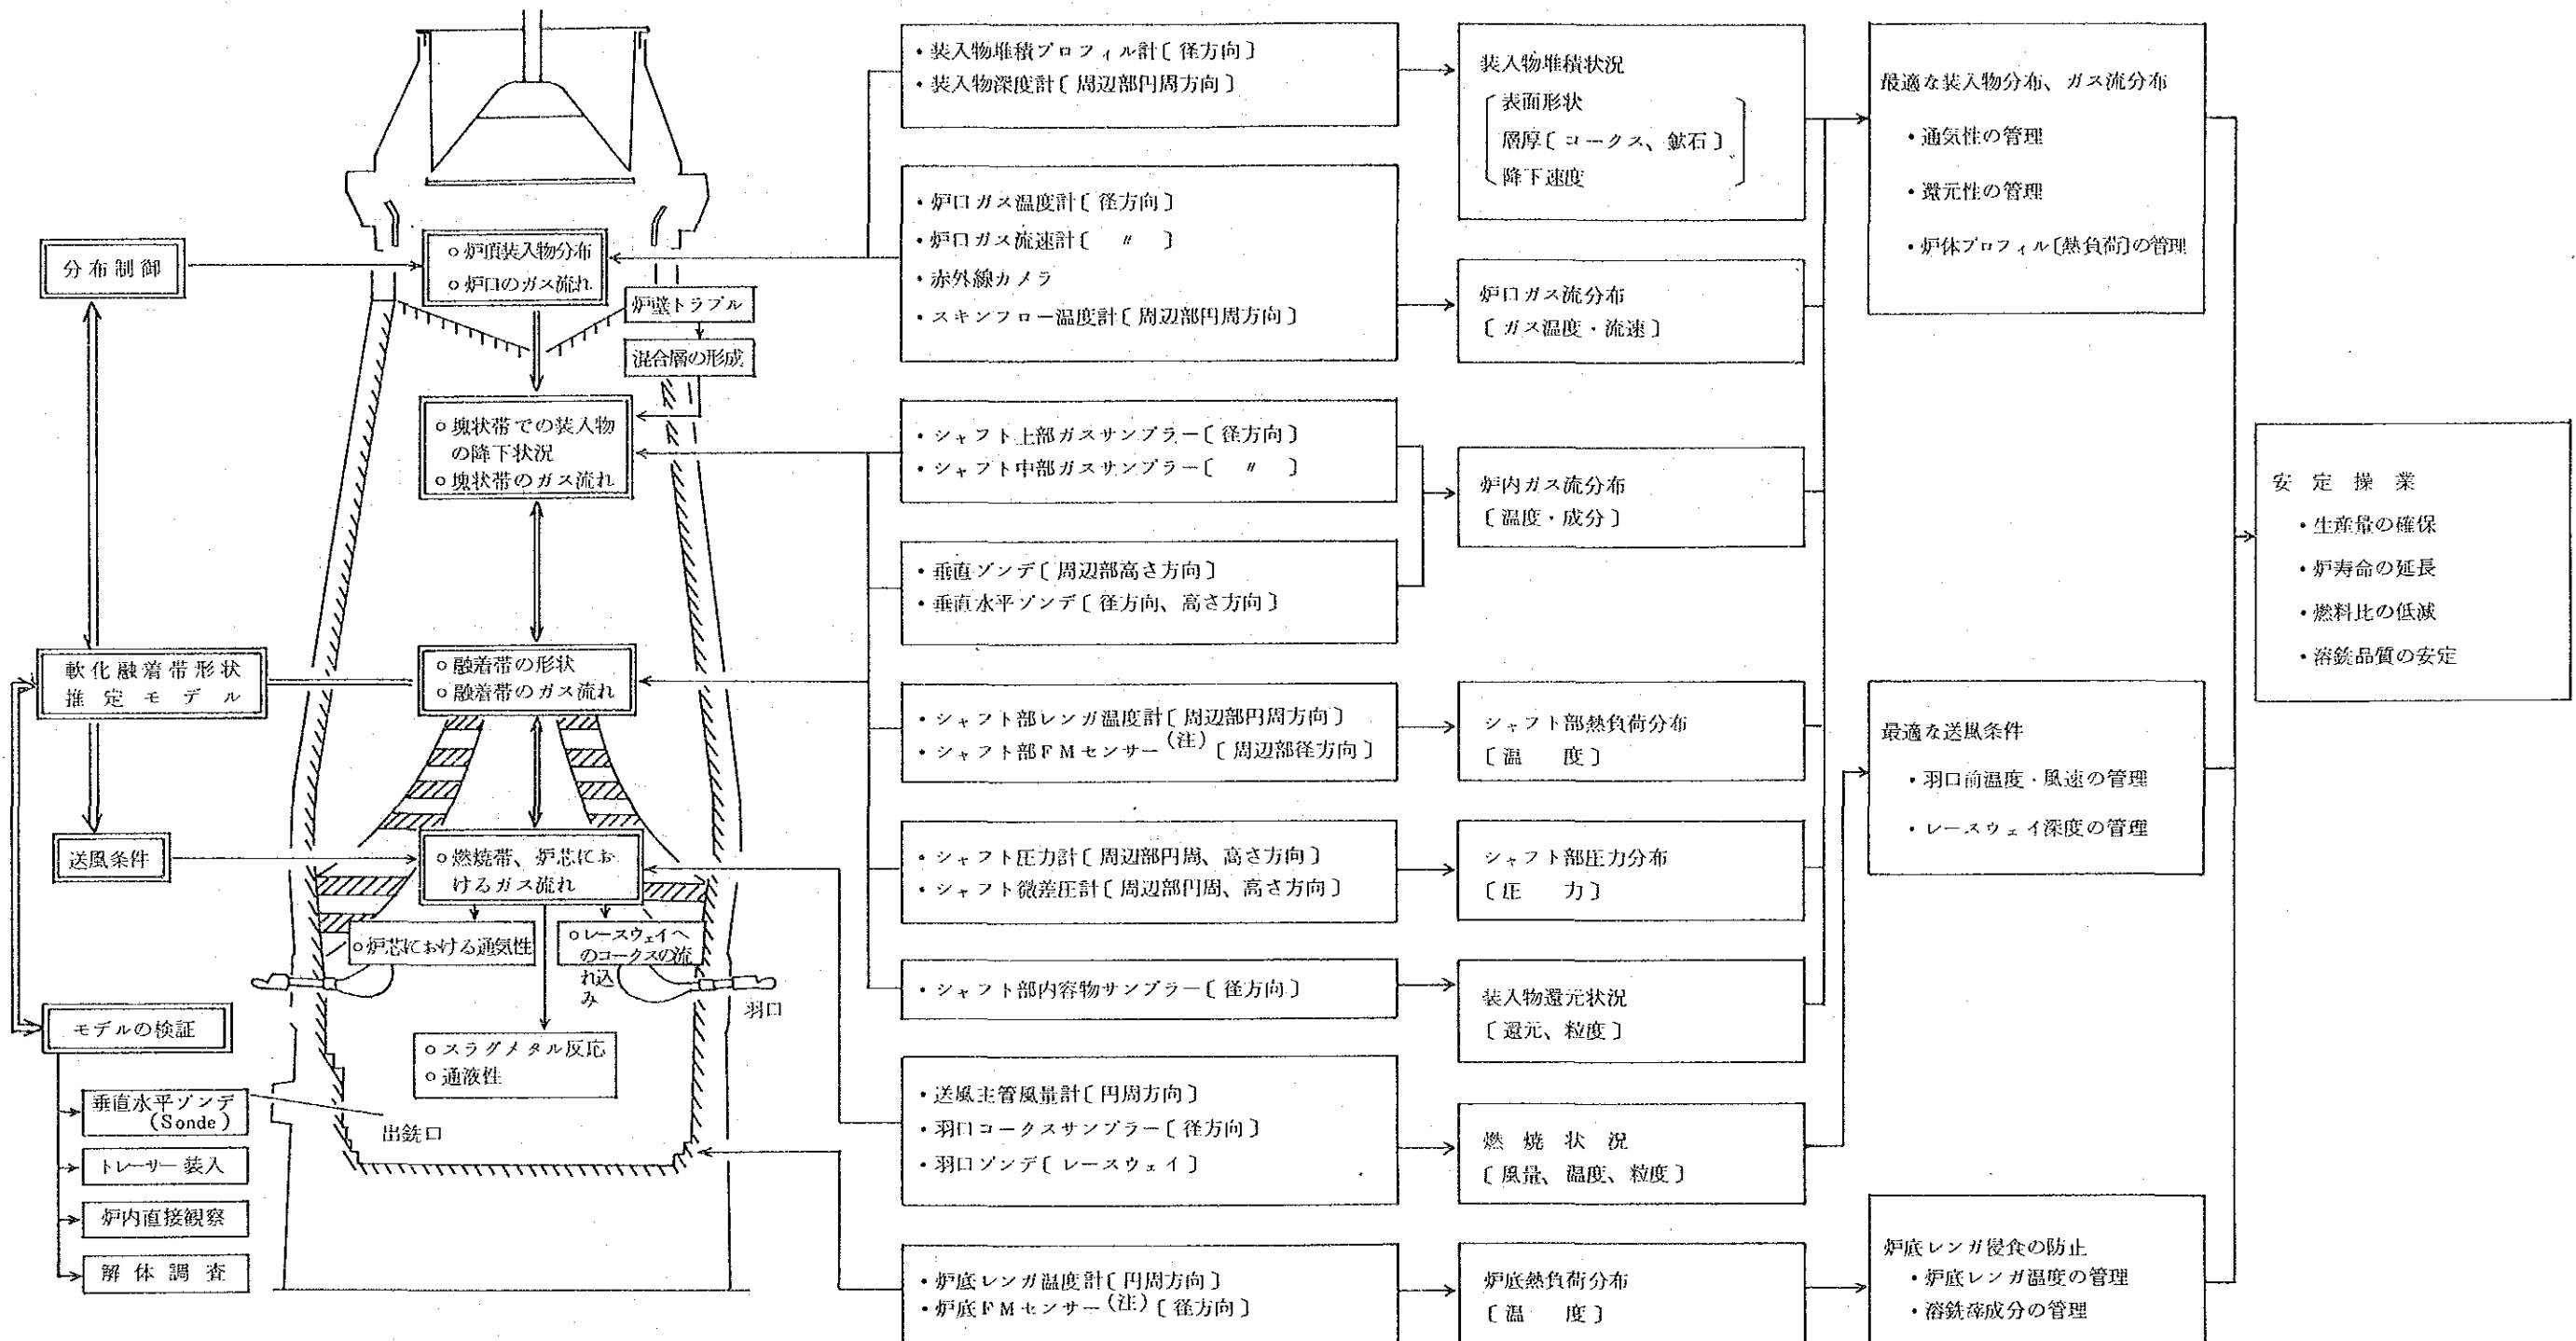 分布制御
軟化融着帯形状
推定モデル
送風条件
モデルの検証
垂直水平ゾンデ
(Sonde)
トレーサー装入
炉内直接観察
解体調査
○炉頂装入物分布
○炉口のガス流れ
炉壁トラブル
混合層の形成
○塊状帯での装入物
の降下状況
○塊状帯のガス流れ
○融着帯の形状
○融着帯のガス流れ
○燃焼帯、炉芯にお
けるガス流れ
○炉芯における通気性
○レースウェイへ
のコークスの流
れ込
み
羽口
○スラグメタル反応
○通液性
出銑口
・装入物堆積プロフィル計〔径方向〕
・装入物深度計〔周辺部円周方向〕
・炉口ガス温度計〔径方向〕
・炉口ガス流速計〔 〃 〕
・赤外線カメラ
・スキンフロー温度計〔周辺部円周方向〕
・シャフト上部ガスサンプラー〔径方向〕
・シャフト中部ガスサンプラー〔 〃 〕
・垂直ゾンデ〔周辺部高さ方向〕
・垂直水平ゾンデ〔径方向、高さ方向〕
・シャフト部レンガ温度計〔周辺部円周方向〕
・シャフト部FMセンサー(注)〔周辺部径方向〕
・シャフト圧力計〔周辺部円周、高さ方向〕
・シャフト微差圧計〔周辺部円周、高さ方向〕
・シャフト部内容物サンプラー〔径方向〕
・送風主管風量計〔円周方向〕
・羽口コークスサンプラー〔径方向〕
・羽口ゾンデ〔レースウェイ〕
・炉底レンガ温度計〔円周方向〕
・炉底FMセンサー(注)〔径方向〕
装入物堆積状況
表面形状
層厚〔コークス、鉱石〕
降下速度
炉口ガス流分布
〔ガス温度・流速〕
炉内ガス流分布
〔温度・成分〕
シャフト部熱負荷分布
〔温 度〕
シャフト部圧力分布
〔圧 力〕
装入物還元状況
〔還元、粒度〕
燃焼状況
〔風量、温度、粒度〕
炉底熱負荷分布
〔温 度〕
最適な装入物分布、ガス流分布
・通気性の管理
・還元性の管理
・炉体プロフィル〔熱負荷〕の管理
最適な送風条件
・羽口前温度・風速の管理
・レースウェイ深度の管理
炉底レンガ侵食の防止
・炉底レンガ温度の管理
・溶銑滓成分の管理
安定操業
・生産量の確保
・炉寿命の延長
・燃料比の低減
・溶銑品質の安定